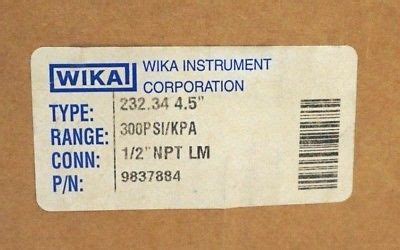 WIKA
WIKA INSTRUMENT
CORPORATION
TYPE: 232.34 4.5"
RANGE: 300PSI/KPA
CONN: 1/2" NPT LM
P/N: 9837884